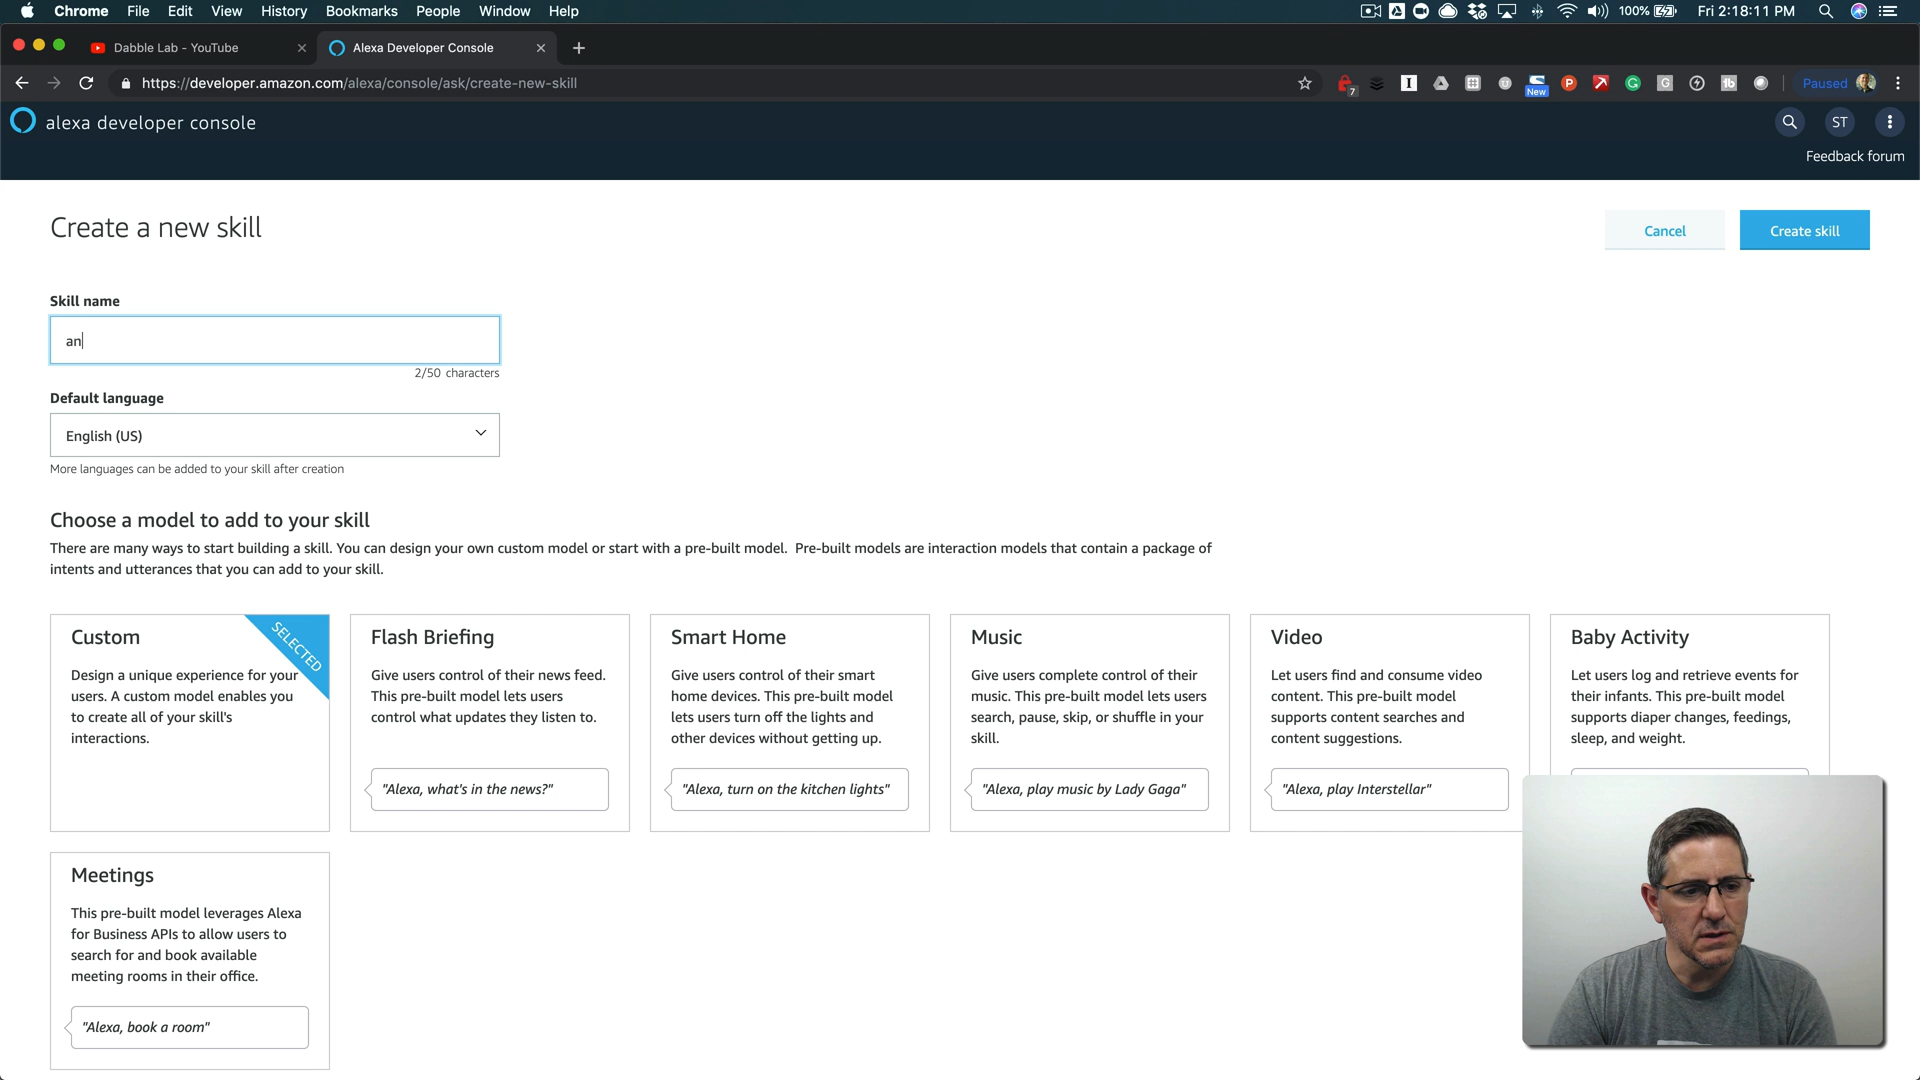 Chrome File Edit View History Bookmarks People Window Help 100% Fri 2:18:11 PM
Dabble Lab - YouTube Alexa Developer Console
https://developer.amazon.com/alexa/console/ask/create-new-skill 7 New Paused
alexa developer console ST
Feedback forum
Create a new skill Cancel Create skill
Skill name
an
2/50 characters
Default language
English (US)
More languages can be added to your skill after creation
Choose a model to add to your skill
There are many ways to start building a skill. You can design your own custom model or start with a pre-built model. Pre-built models are interaction models that contain a package of
intents and utterances that you can add to your skill.
Custom
SELECTED
Design a unique experience for your
users. A custom model enables you
to create all of your skill's
interactions.
Flash Briefing
Give users control of their news feed.
This pre-built model lets users
control what updates they listen to.
"Alexa, what's in the news?"
Smart Home
Give users control of their smart
home devices. This pre-built model
lets users turn off the lights and
other devices without getting up.
"Alexa, turn on the kitchen lights"
Music
Give users complete control of their
music. This pre-built model lets users
search, pause, skip, or shuffle in your
skill.
"Alexa, play music by Lady Gaga"
Video
Let users find and consume video
content. This pre-built model
supports content searches and
content suggestions.
"Alexa, play Interstellar"
Baby Activity
Let users log and retrieve events for
their infants. This pre-built model
supports diaper changes, feedings,
sleep, and weight.
Meetings
This pre-built model leverages Alexa
for Business APIs to allow users to
search for and book available
meeting rooms in their office.
"Alexa, book a room"